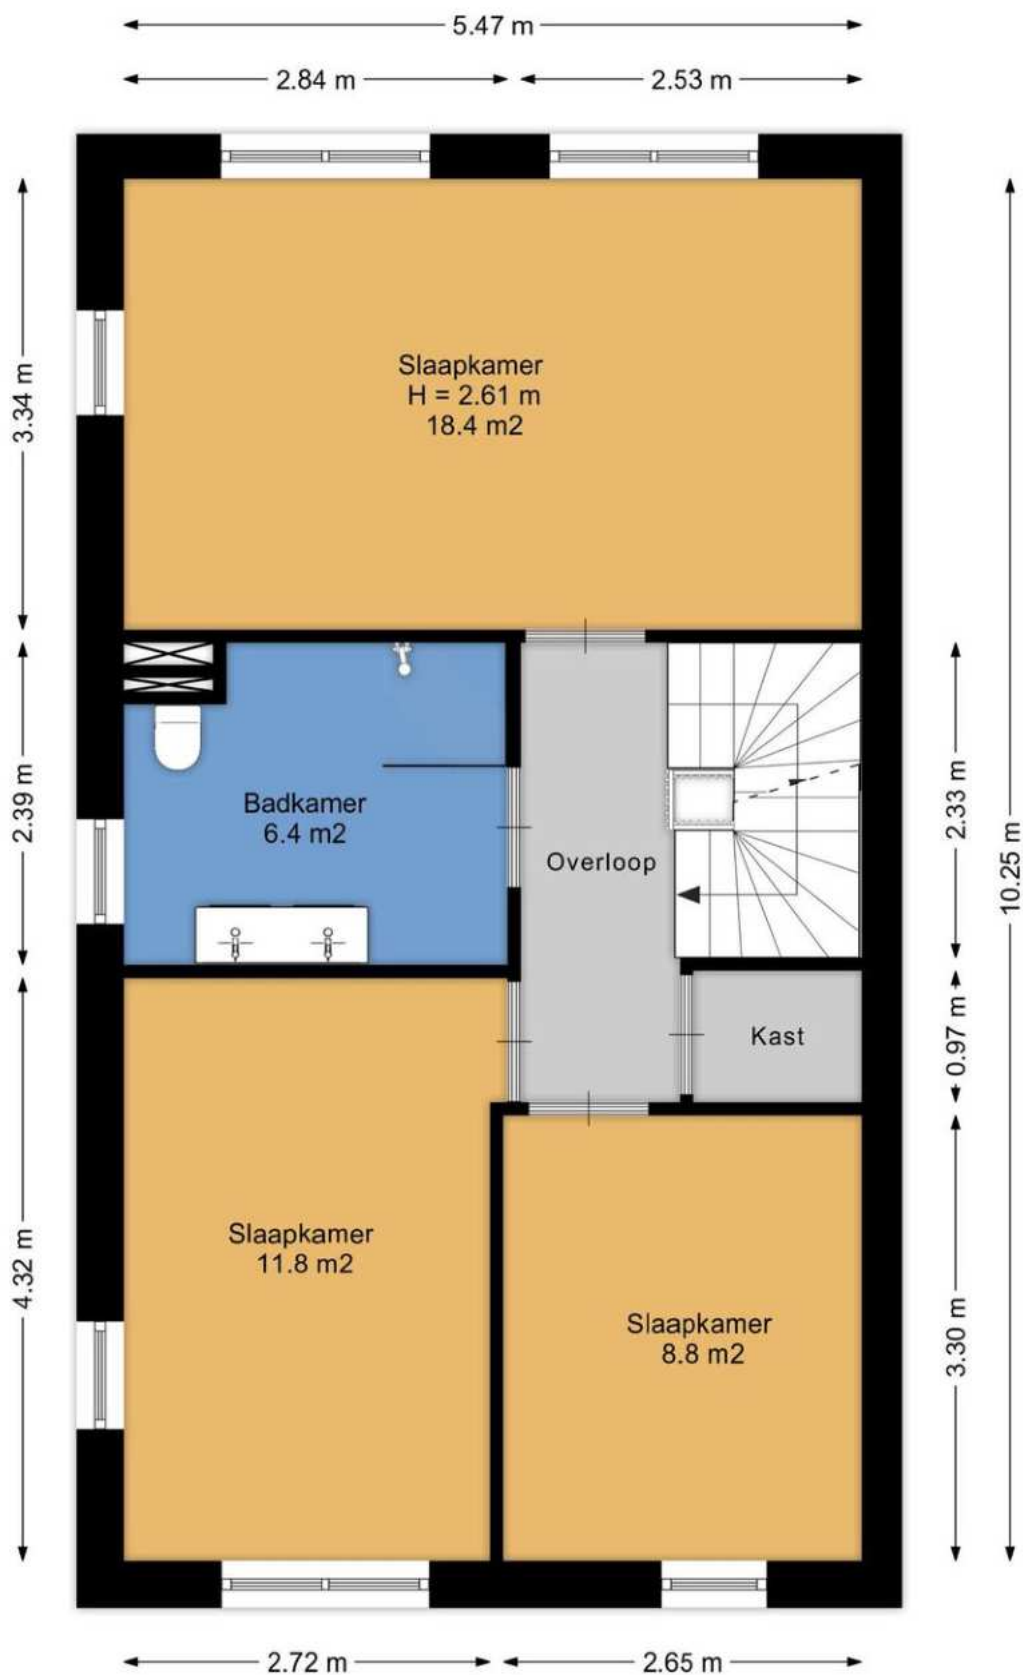 5.47 m
2.84 m
2.53 m
3.34 m
Slaapkamer
H = 2.61 m
18.4 m2
2.39 m
Badkamer
6.4 m2
Overloop
2.33 m
10.25 m
Kast
0.97 m
4.32 m
Slaapkamer
11.8 m2
Slaapkamer
8.8 m2
3.30 m
2.72 m
2.65 m